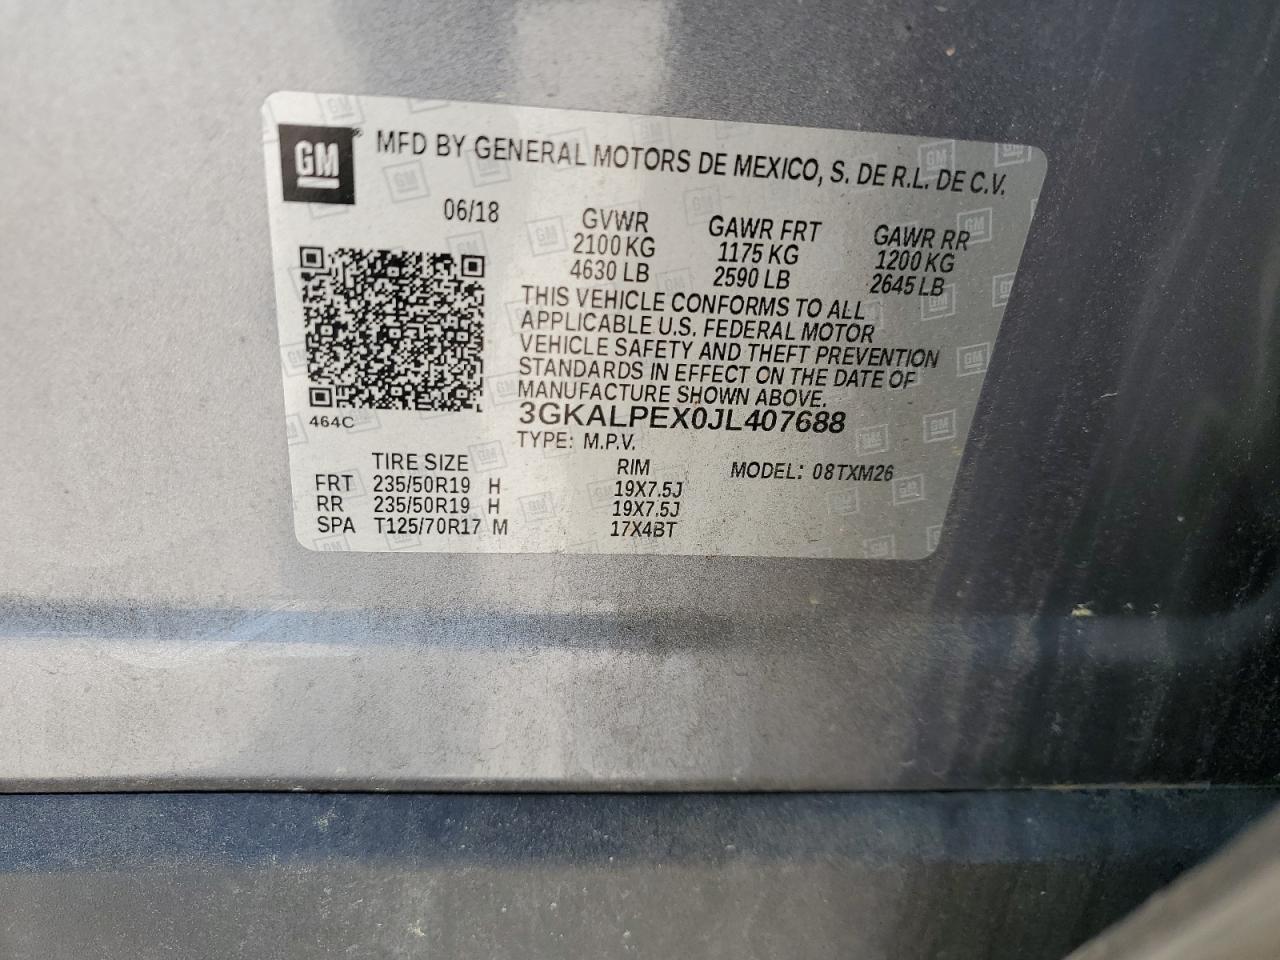 GM MFD BY GENERAL MOTORS DE MEXICO, S. DE R.L. DE C.V.
06/18
GVWR GAWR FRT GAWR RR
2100 KG 1175 KG 1200 KG
4630 LB 2590 LB 2645 LB
THIS VEHICLE CONFORMS TO ALL
APPLICABLE U.S. FEDERAL MOTOR
VEHICLE SAFETY AND THEFT PREVENTION
STANDARDS IN EFFECT ON THE DATE OF
MANUFACTURE SHOWN ABOVE.
3GKALPEX0JL407688
464C
TYPE: M.P.V.
TIRE SIZE RIM MODEL: 08TXM26
FRT 235/50R19 H 19X7.5J
RR 235/50R19 H 19X7.5J
SPA T125/70R17 M 17X4BT